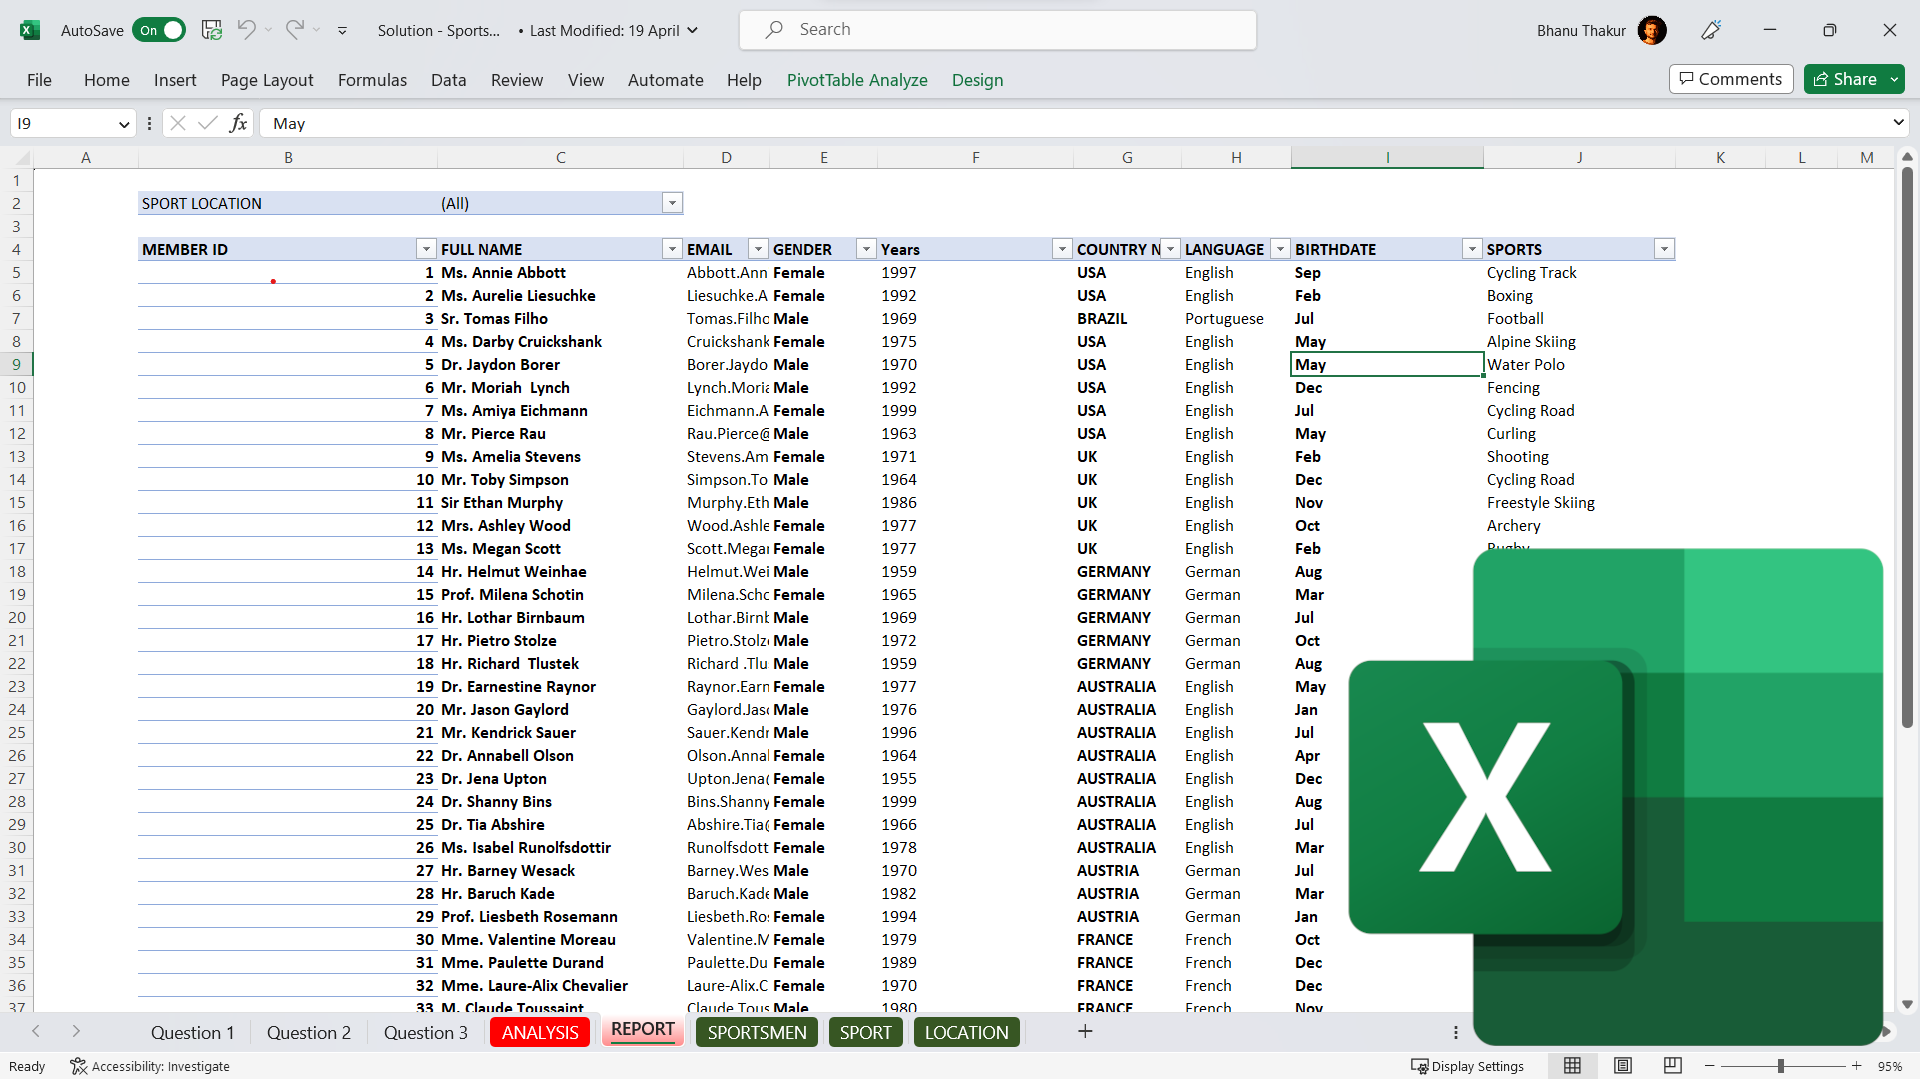 AutoSave On Solution - Sports... • Last Modified: 19 April Search Bhanu Thakur
File Home Insert Page Layout Formulas Data Review View Automate Help PivotTable Analyze Design Comments Share
I9 fx May
A B C D E F G H I J K L M
1
2 SPORT LOCATION (All)
3
4 MEMBER ID FULL NAME EMAIL GENDER Years COUNTRY N LANGUAGE BIRTHDATE SPORTS
5 1 Ms. Annie Abbott Abbott.Ann Female 1997 USA English Sep Cycling Track
6 2 Ms. Aurelie Liesuchke Liesuchke.A Female 1992 USA English Feb Boxing
7 3 Sr. Tomas Filho Tomas.Filho Male 1969 BRAZIL Portuguese Jul Football
8 4 Ms. Darby Cruickshank Cruickshank Female 1975 USA English May Alpine Skiing
9 5 Dr. Jaydon Borer Borer.Jaydo Male 1970 USA English May Water Polo
10 6 Mr. Moriah Lynch Lynch.Moria Male 1992 USA English Dec Fencing
11 7 Ms. Amiya Eichmann Eichmann.A Female 1999 USA English Jul Cycling Road
12 8 Mr. Pierce Rau Rau.Pierce@ Male 1963 USA English May Curling
13 9 Ms. Amelia Stevens Stevens.Am Female 1971 UK English Feb Shooting
14 10 Mr. Toby Simpson Simpson.To Male 1964 UK English Dec Cycling Road
15 11 Sir Ethan Murphy Murphy.Eth Male 1986 UK English Nov Freestyle Skiing
16 12 Mrs. Ashley Wood Wood.Ashle Female 1977 UK English Oct Archery
17 13 Ms. Megan Scott Scott.Megan Female 1977 UK English Feb Rugby
18 14 Hr. Helmut Weinhae Helmut.Wei Male 1959 GERMANY German Aug
19 15 Prof. Milena Schotin Milena.Scho Female 1965 GERMANY German Mar
20 16 Hr. Lothar Birnbaum Lothar.Birnb Male 1969 GERMANY German Jul
21 17 Hr. Pietro Stolze Pietro.Stolze Male 1972 GERMANY German Oct
22 18 Hr. Richard Tlustek Richard .Tlu Male 1959 GERMANY German Aug
23 19 Dr. Earnestine Raynor Raynor.Earn Female 1977 AUSTRALIA English May
24 20 Mr. Jason Gaylord Gaylord.Jaso Male 1976 AUSTRALIA English Jan
25 21 Mr. Kendrick Sauer Sauer.Kendr Male 1996 AUSTRALIA English Jul
26 22 Dr. Annabell Olson Olson.Annal Female 1964 AUSTRALIA English Apr
27 23 Dr. Jena Upton Upton.Jena@ Female 1955 AUSTRALIA English Dec
28 24 Dr. Shanny Bins Bins.Shanny Female 1999 AUSTRALIA English Aug
29 25 Dr. Tia Abshire Abshire.Tia@ Female 1966 AUSTRALIA English Jul
30 26 Ms. Isabel Runolfsdottir Runolfsdott Female 1978 AUSTRALIA English Mar
31 27 Hr. Barney Wesack Barney.Wes Male 1970 AUSTRIA German Jul
32 28 Hr. Baruch Kade Baruch.Kade Male 1982 AUSTRIA German Mar
33 29 Prof. Liesbeth Rosemann Liesbeth.Ros Female 1994 AUSTRIA German Jan
34 30 Mme. Valentine Moreau Valentine.M Female 1979 FRANCE French Oct
35 31 Mme. Paulette Durand Paulette.Du Female 1989 FRANCE French Dec
36 32 Mme. Laure-Alix Chevalier Laure-Alix.C Female 1970 FRANCE French Dec
37 33 M. Claude Toussaint Claude.Tous Male 1980 FRANCE French Nov
X
Question 1 Question 2 Question 3 ANALYSIS REPORT SPORTSMEN SPORT LOCATION
Ready Accessibility: Investigate Display Settings 95%